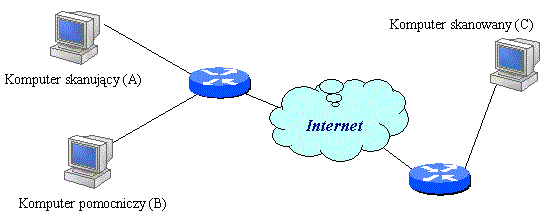 Komputer skanowany (C)
Komputer skanujący (A)
Internet
Komputer pomocniczy (B)